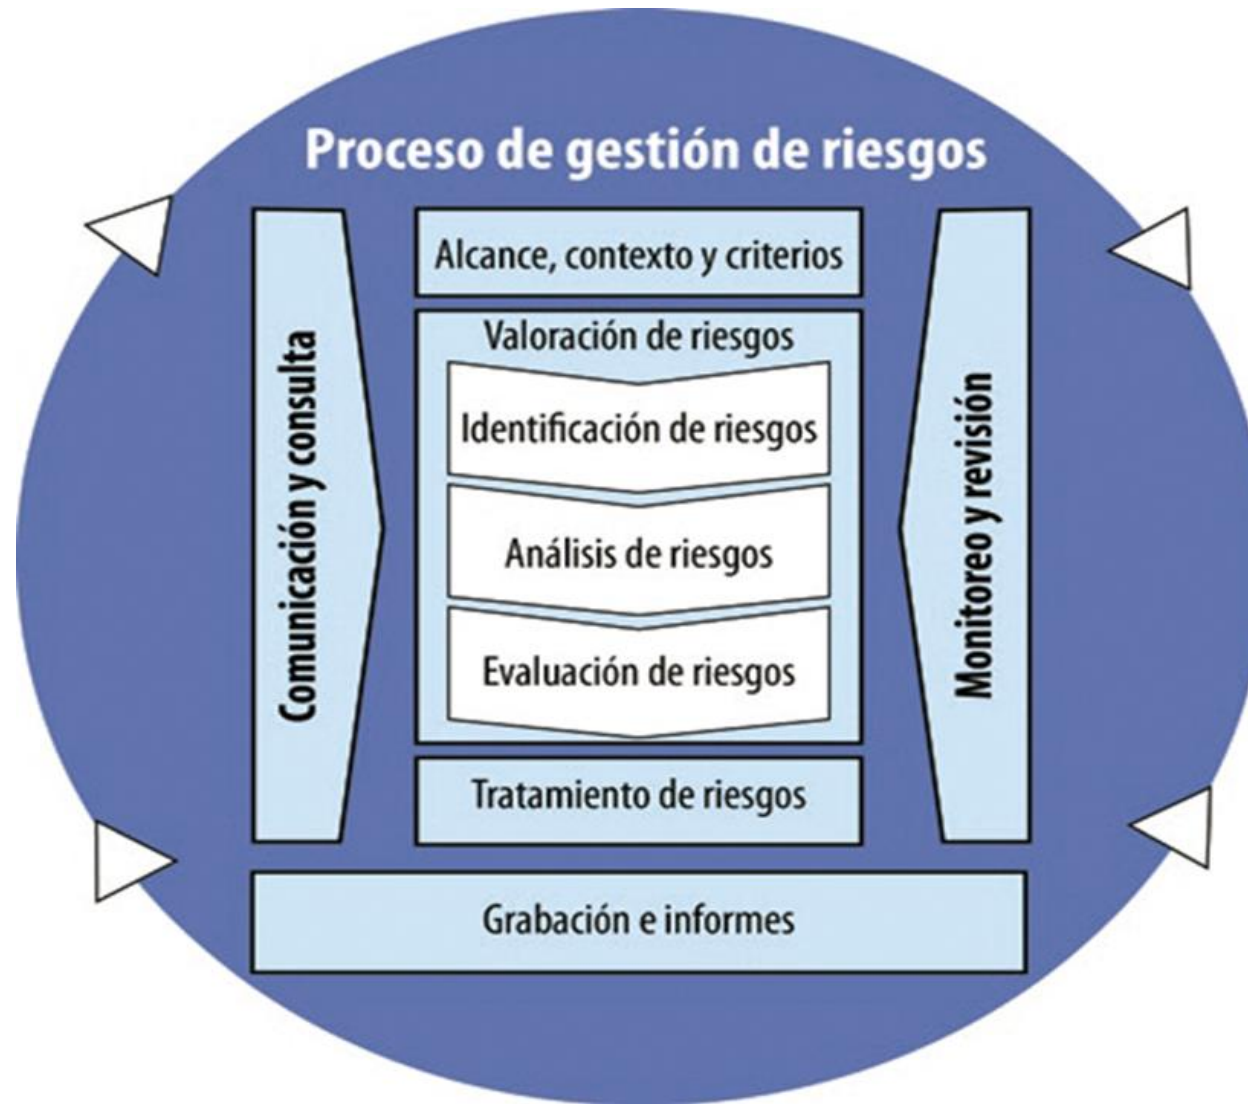 Proceso de gestión de riesgos
Alcance, contexto y criterios
Valoración de riesgos
Identificación de riesgos
Análisis de riesgos
Evaluación de riesgos
Tratamiento de riesgos
Comunicación y consulta
Monitoreo y revisión
Grabación e informes